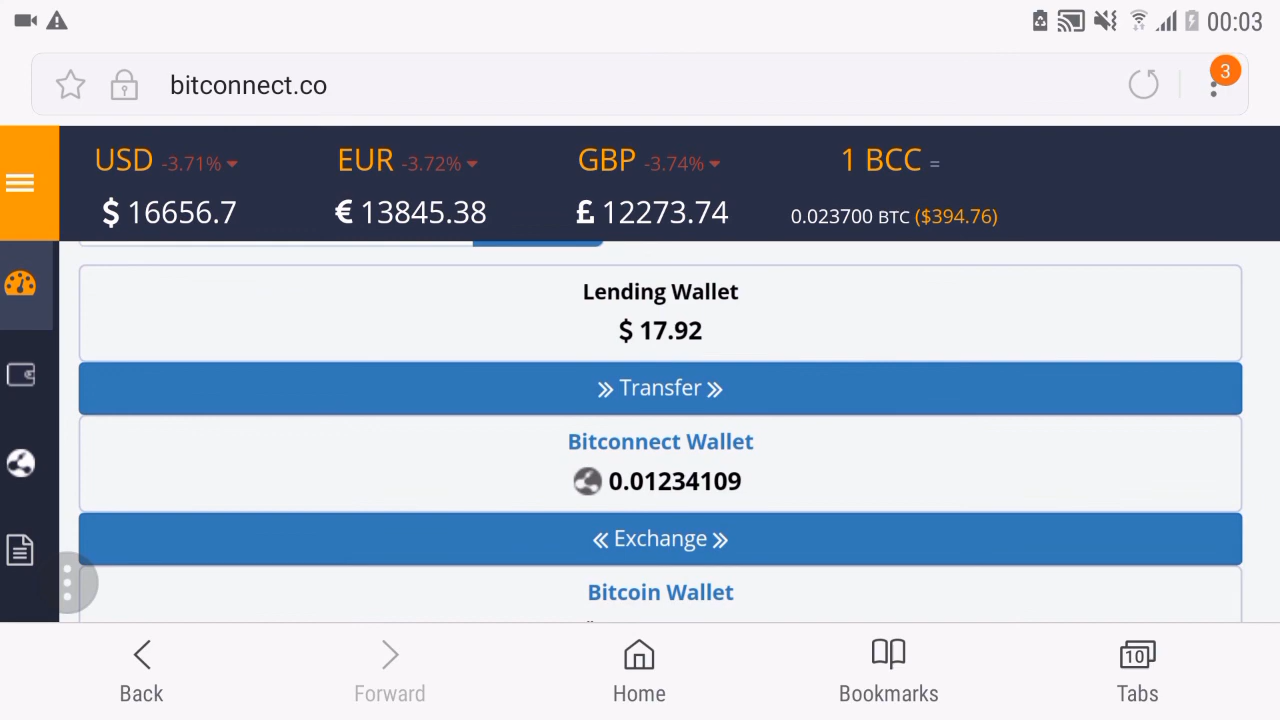 00:03
bitconnect.co
3
USD -3.71% EUR -3.72% GBP -3.74% 1 BCC =
$ 16656.7 € 13845.38 £ 12273.74 0.023700 BTC ($394.76)
Lending Wallet
$ 17.92
Transfer
Bitconnect Wallet
0.01234109
Exchange
Bitcoin Wallet
10
Back Forward Home Bookmarks Tabs